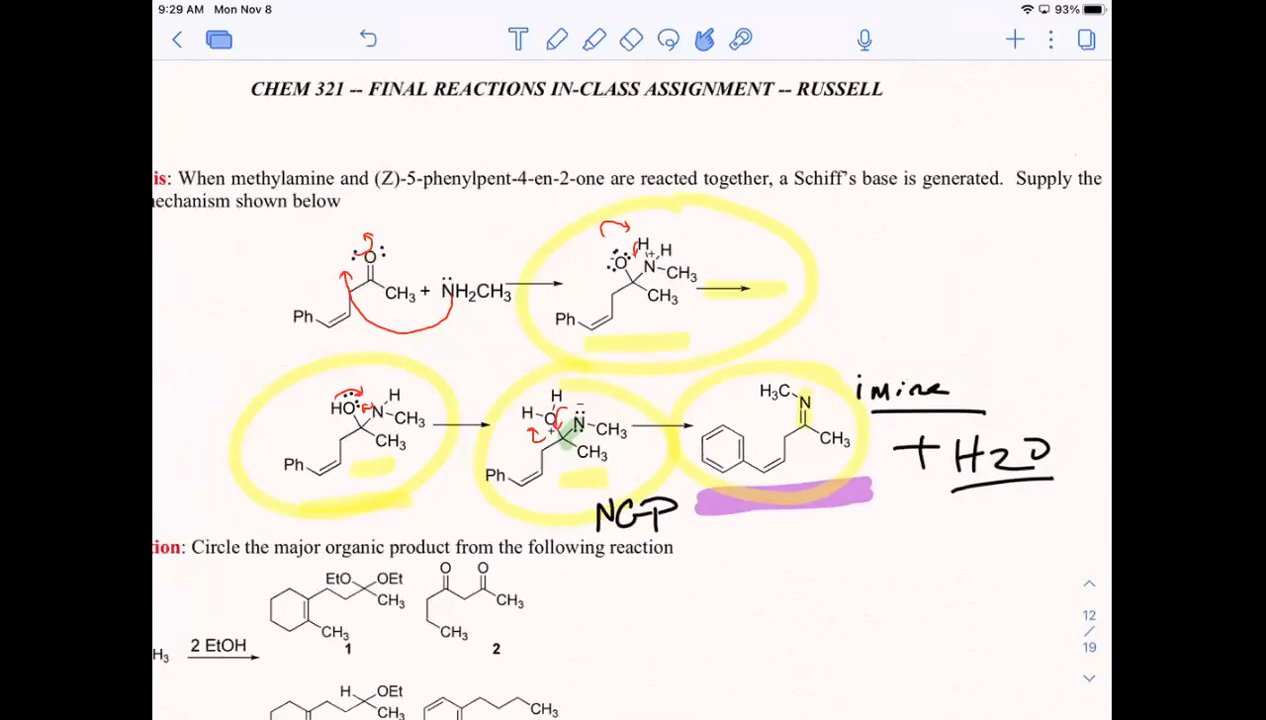 9:29 AM Mon Nov 8
93%
T
CHEM 321 -- FINAL REACTIONS IN-CLASS ASSIGNMENT -- RUSSELL
is: When methylamine and (Z)-5-phenylpent-4-en-2-one are reacted together, a Schiff's base is generated. Supply the
mechanism shown below
O
CH3 + NH2CH3
Ph
H
H
- O N + CH3
CH3
Ph
H
HO N CH3
CH3
Ph
H
H O + N - CH3
CH3
Ph
H3C N
CH3
imine
+ H2O
NGP
tion: Circle the major organic product from the following reaction
EtO OEt
CH3
CH3
1
O O
CH3
CH3
2
H3 2 EtOH
H OEt
CH3
CH3
12
/
19